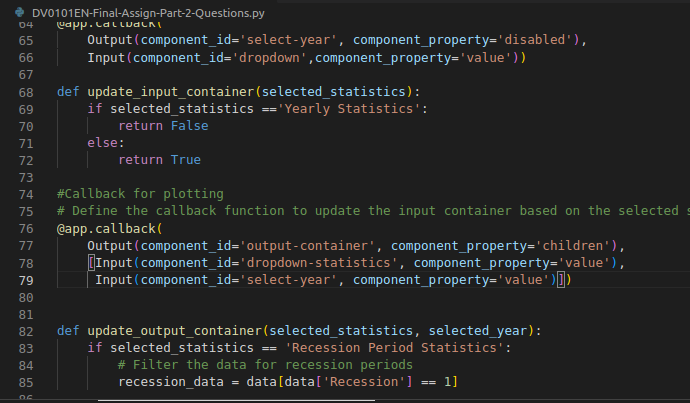 DV0101EN-Final-Assign-Part-2-Questions.py
64 @app.callback(
65 Output(component_id='select-year', component_property='disabled'),
66 Input(component_id='dropdown',component_property='value'))
67
68 def update_input_container(selected_statistics):
69 if selected_statistics =='Yearly Statistics':
70 return False
71 else:
72 return True
73
74 #Callback for plotting
75 # Define the callback function to update the input container based on the selected s
76 @app.callback(
77 Output(component_id='output-container', component_property='children'),
78 [Input(component_id='dropdown-statistics', component_property='value'),
79 Input(component_id='select-year', component_property='value')])
80
81
82 def update_output_container(selected_statistics, selected_year):
83 if selected_statistics == 'Recession Period Statistics':
84 # Filter the data for recession periods
85 recession_data = data[data['Recession'] == 1]
86